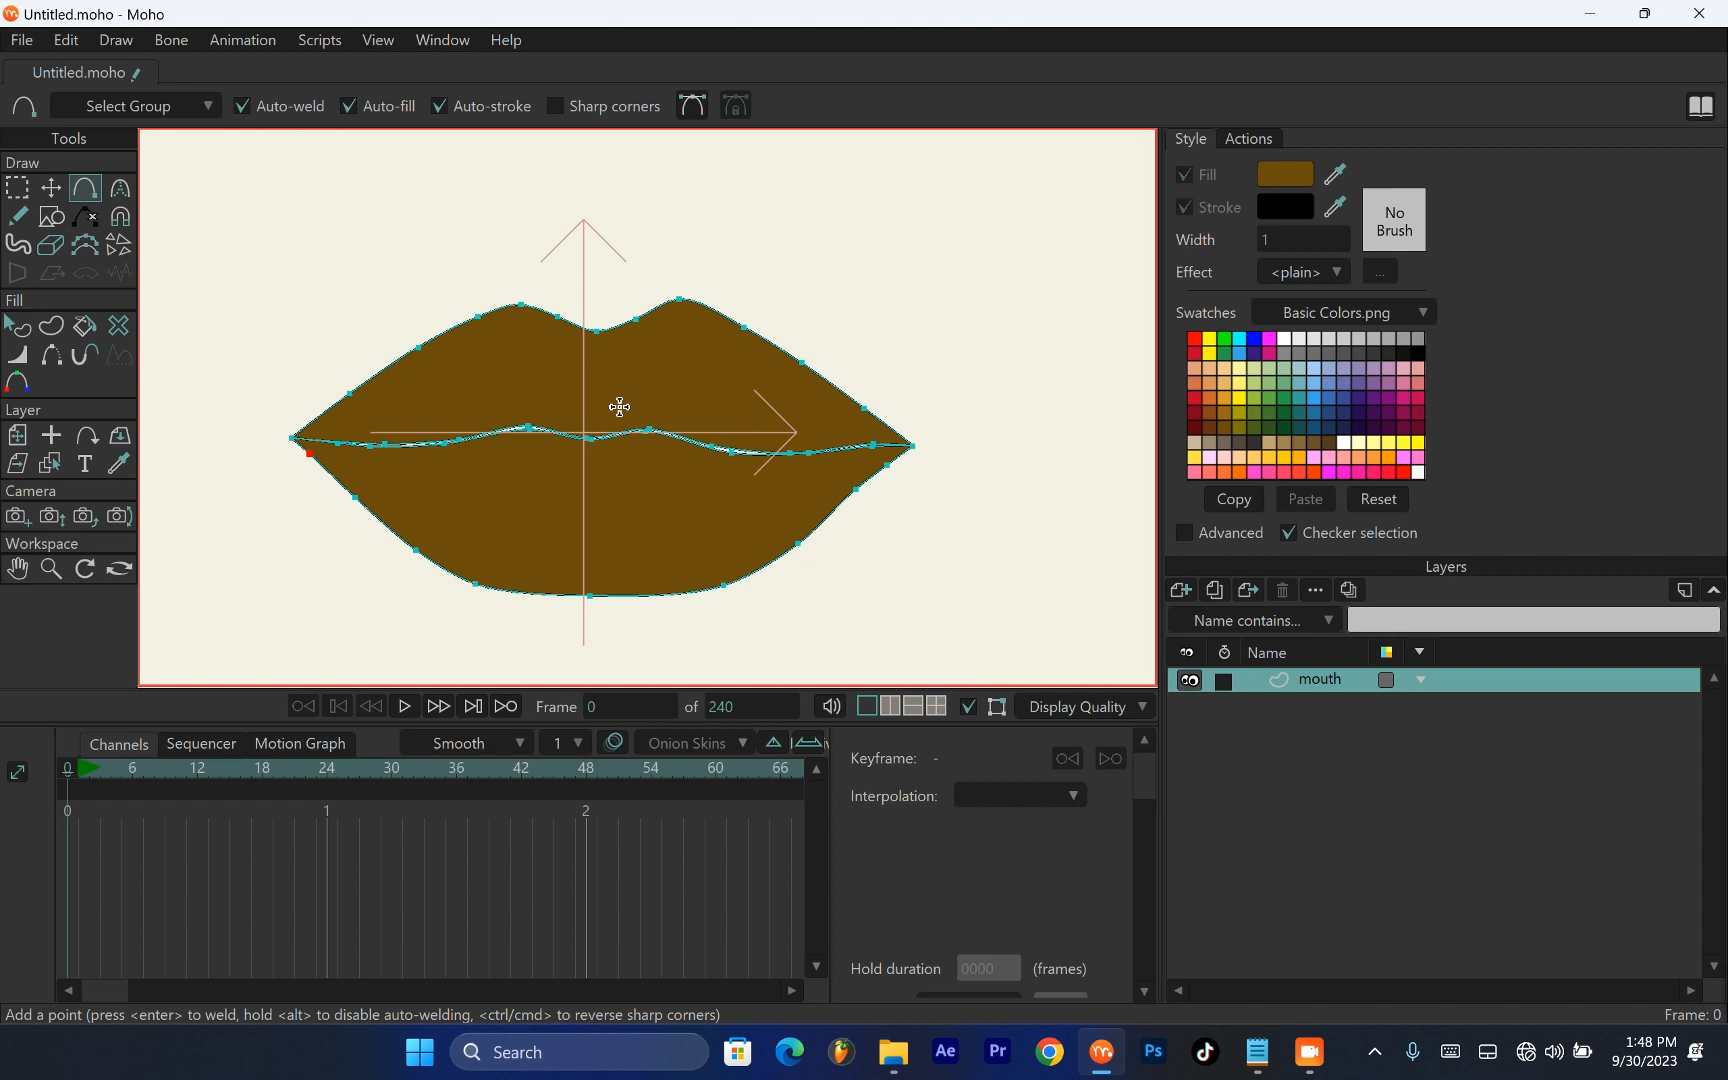 Untitled.moho - Moho
File Edit Draw Bone Animation Scripts View Window Help
Untitled.moho
Select Group Auto-weld Auto-fill Auto-stroke Sharp corners
Tools
Draw
Fill
Layer
Camera
Workspace
Style Actions
Fill
Stroke
No
Brush
Width 1
Effect <plain> ...
Swatches Basic Colors.png
Copy Paste Reset
Advanced Checker selection
Layers
Name contains...
Name
mouth
Frame 0 of 240 Display Quality
Channels Sequencer Motion Graph Smooth 1 Onion Skins
0 6 12 18 24 30 36 42 48 54 60 66
0 1 2
Keyframe: -
Interpolation:
Hold duration 0000 (frames)
Add a point (press <enter> to weld, hold <alt> to disable auto-welding, <ctrl/cmd> to reverse sharp corners) Frame: 0
Search Ae Pr Ps 1:48 PM
9/30/2023